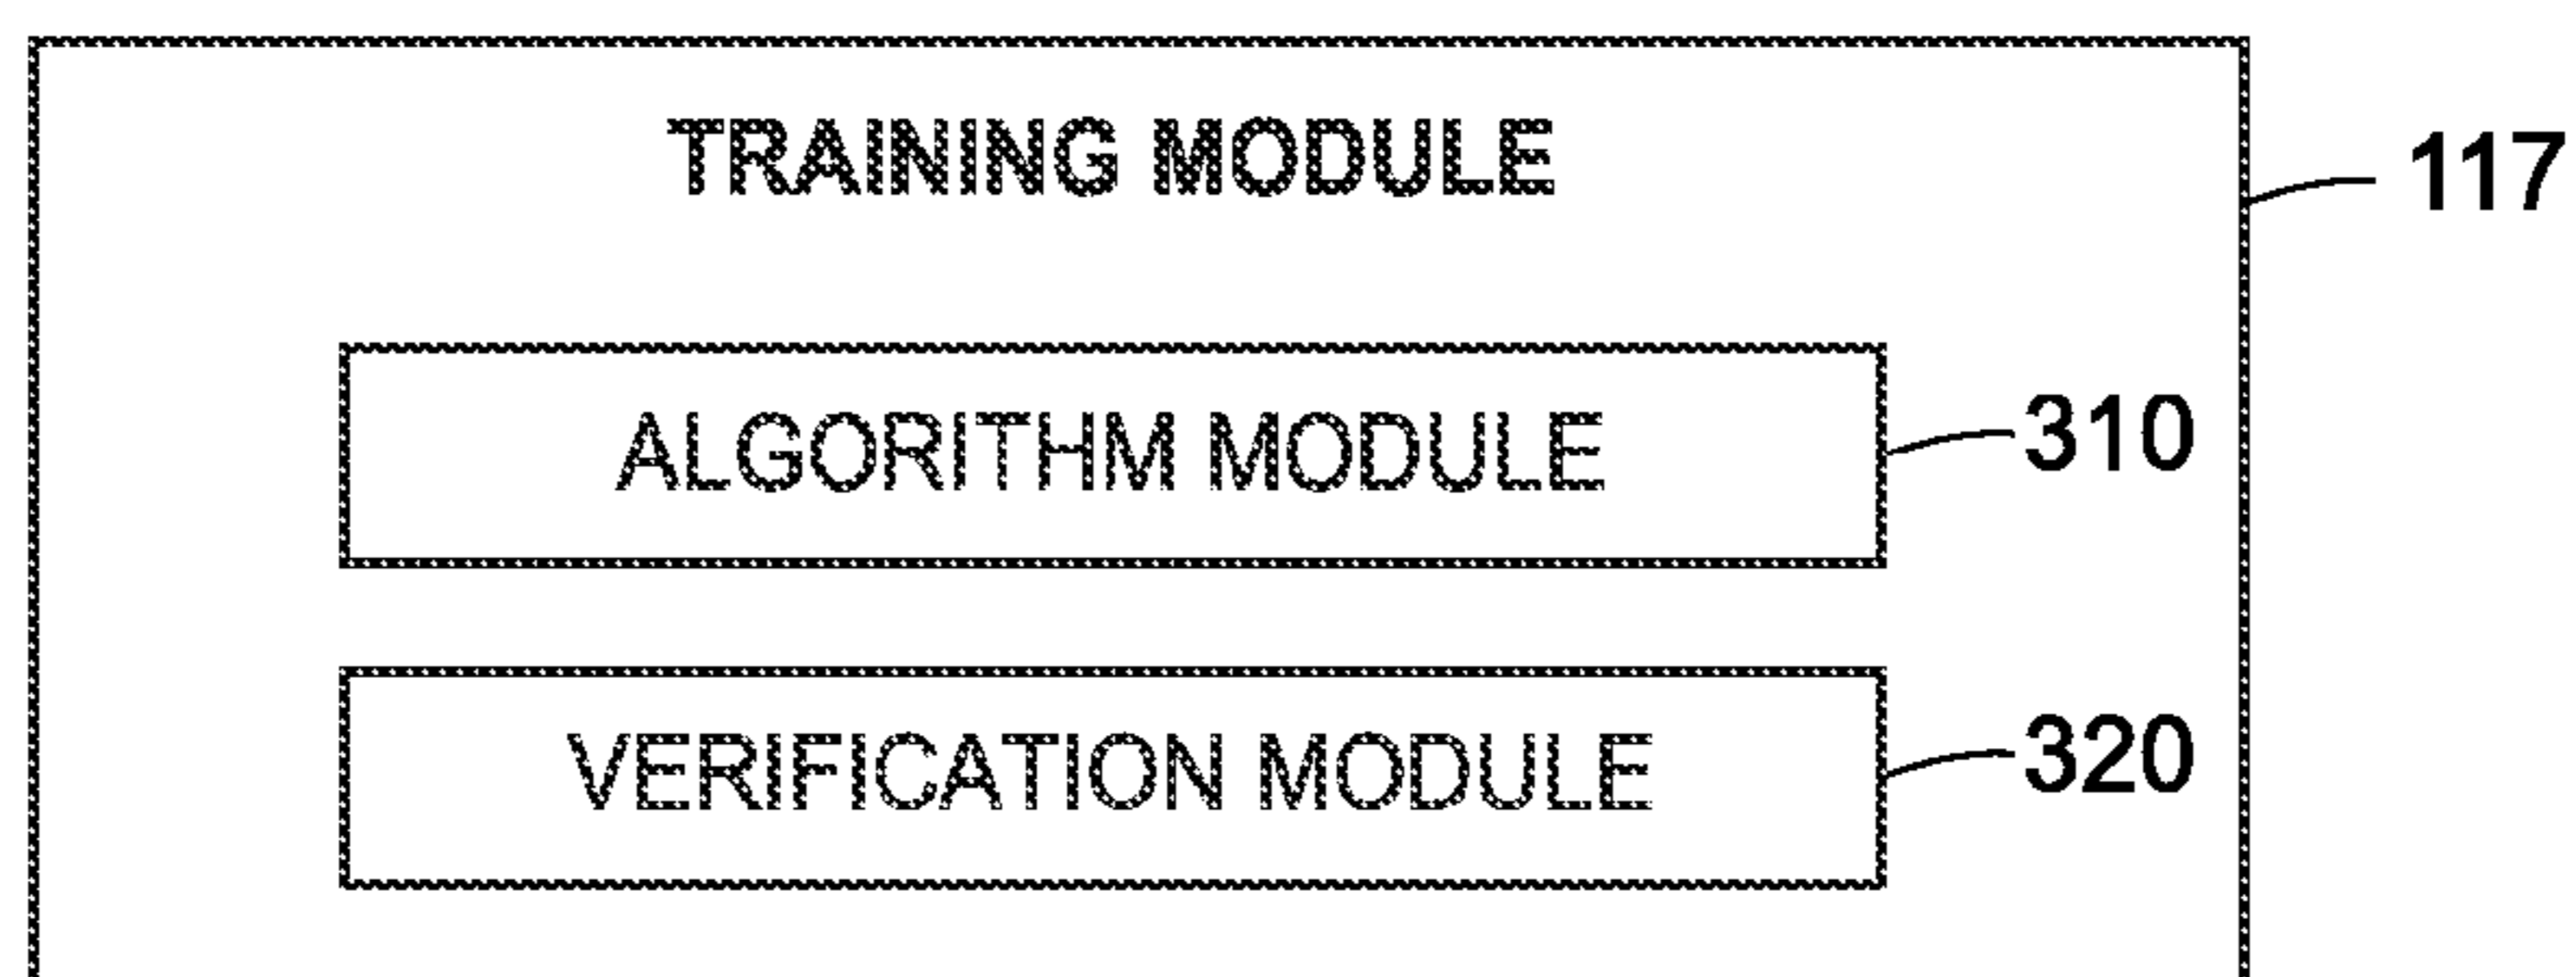 TRAINING MODULE
117
ALGORITHM MODULE
310
VERIFICATION MODULE
320